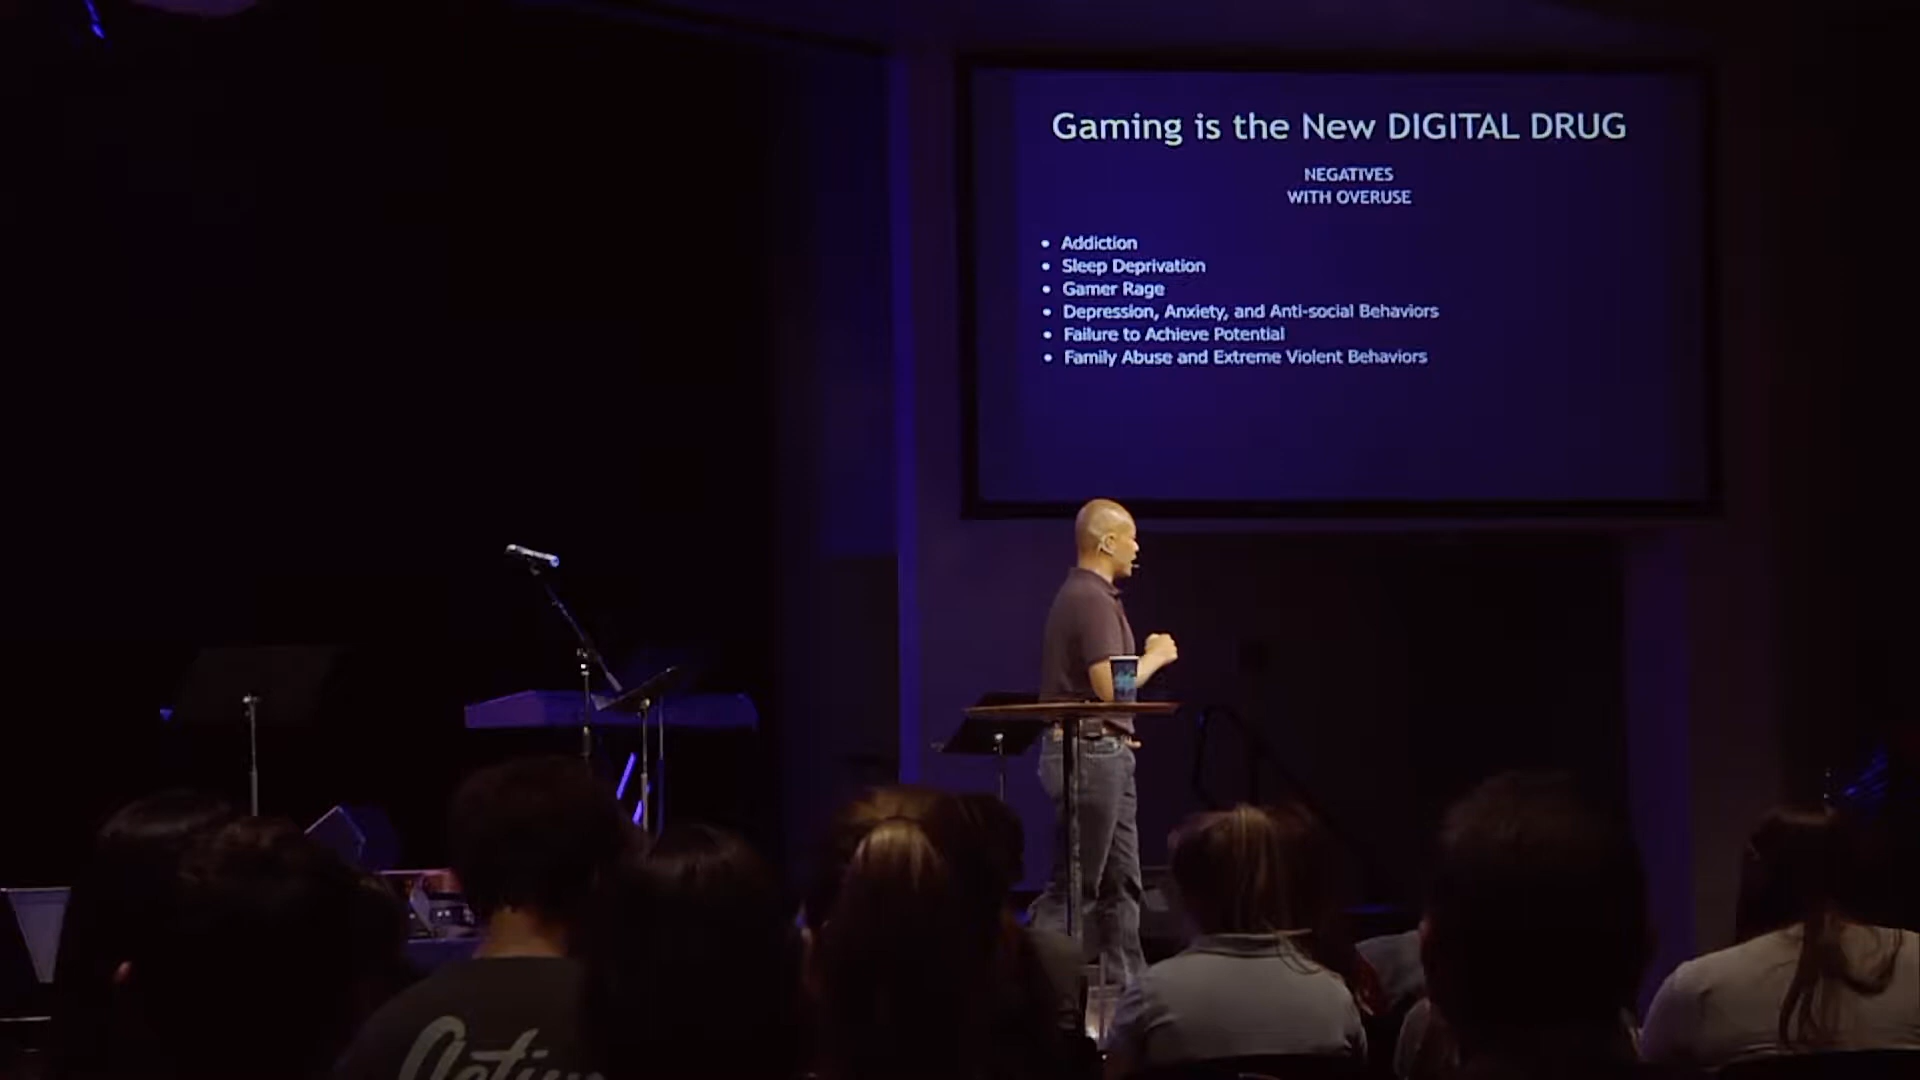 Gaming is the New DIGITAL DRUG
NEGATIVES
WITH OVERUSE
• Addiction
• Sleep Deprivation
• Gamer Rage
• Depression, Anxiety, and Anti-social Behaviors
• Failure to Achieve Potential
• Family Abuse and Extreme Violent Behaviors